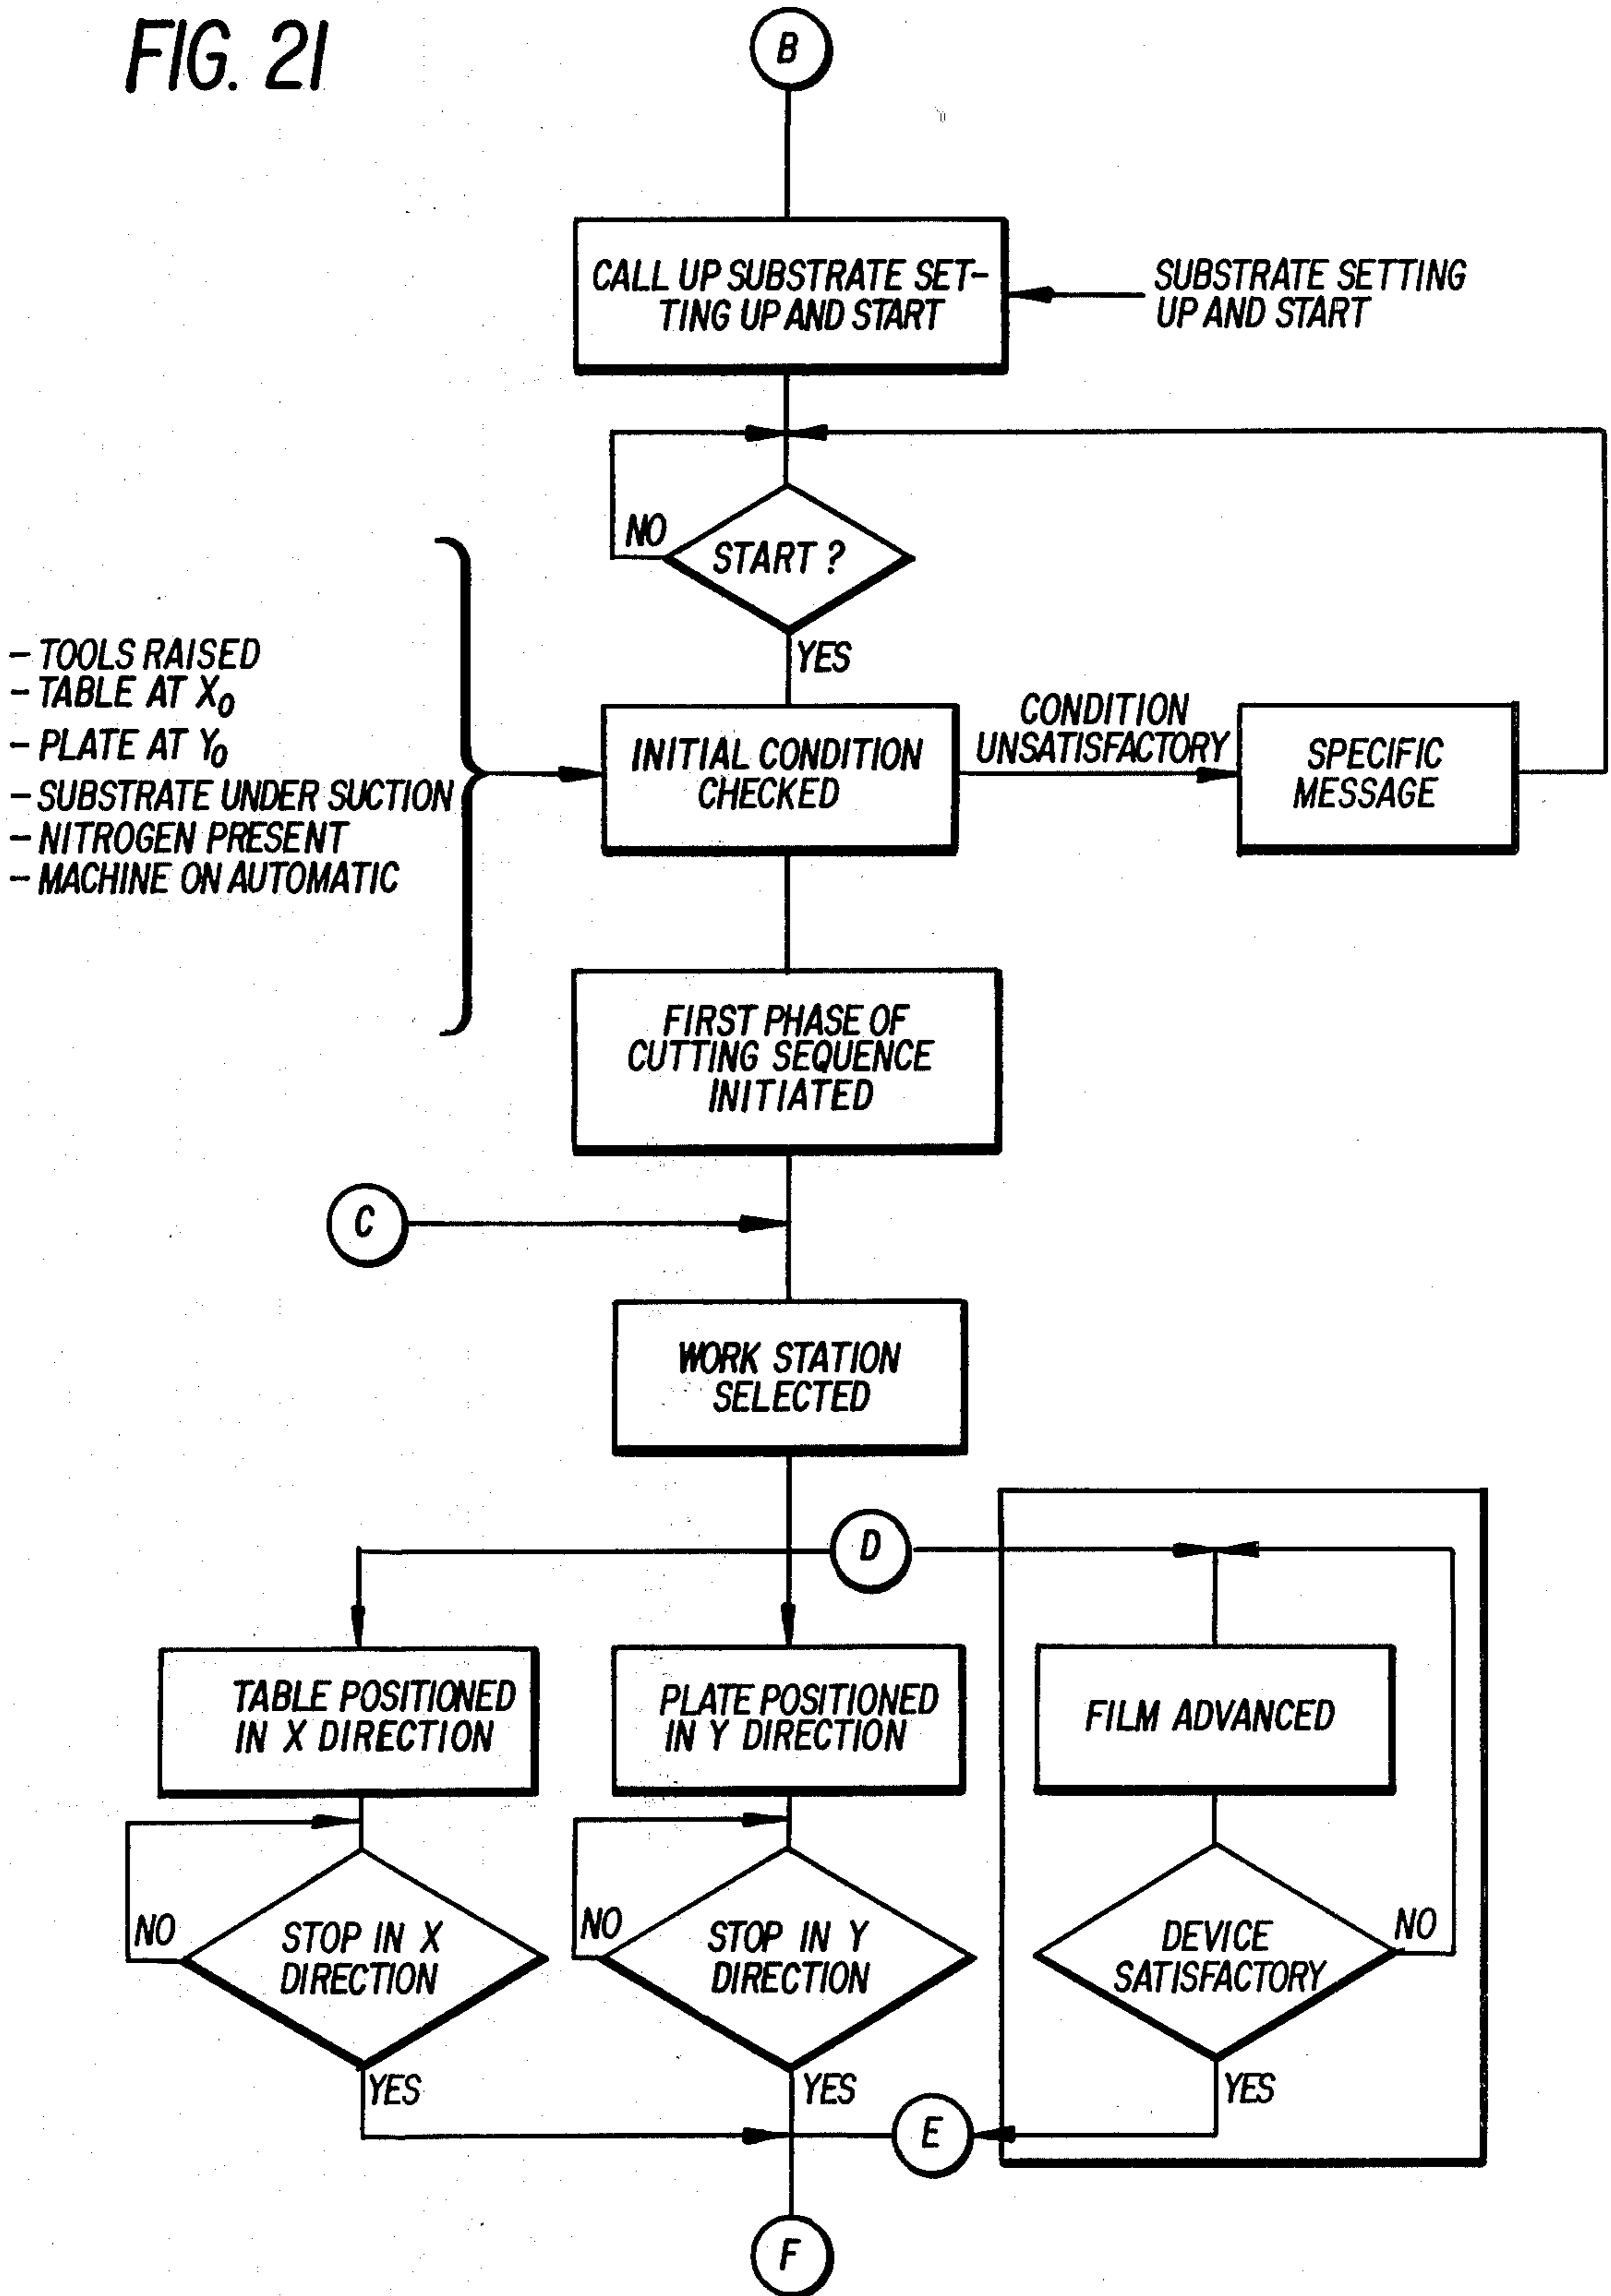 FIG. 21
B
CALL UP SUBSTRATE SET-
TING UP AND START
SUBSTRATE SETTING
UP AND START
NO
START ?
YES
- TOOLS RAISED
- TABLE AT X₀
- PLATE AT Y₀
- SUBSTRATE UNDER SUCTION
- NITROGEN PRESENT
- MACHINE ON AUTOMATIC
INITIAL CONDITION
CHECKED
CONDITION
UNSATISFACTORY
SPECIFIC
MESSAGE
FIRST PHASE OF
CUTTING SEQUENCE
INITIATED
C
WORK STATION
SELECTED
D
TABLE POSITIONED
IN X DIRECTION
PLATE POSITIONED
IN Y DIRECTION
FILM ADVANCED
NO
STOP IN X
DIRECTION
NO
STOP IN Y
DIRECTION
DEVICE
SATISFACTORY
NO
YES
YES
YES
E
F